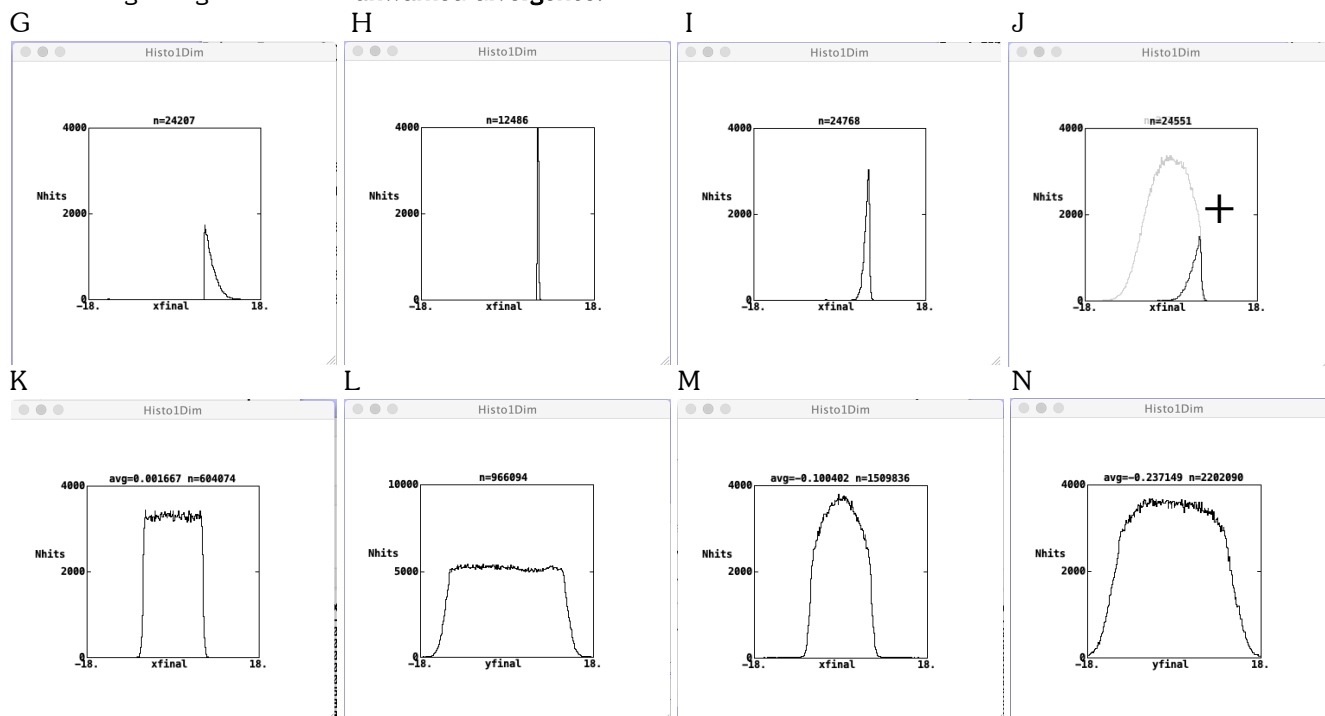 unwanted divergence.
G H I J
Histo1Dim Histo1Dim Histo1Dim Histo1Dim
n=24207 n=12486 n=24768 n=24551
4000 4000 4000 4000
Nhits Nhits Nhits Nhits
2000 2000 2000 2000
0 0 0 0
-18. xfinal 18. -18. xfinal 18. -18. xfinal 18. -18. xfinal 18.
K L M N
Histo1Dim Histo1Dim Histo1Dim Histo1Dim
avg=0.001667 n=604074 n=966094 avg=-0.100402 n=1509836 avg=-0.237149 n=2202090
4000 10000 4000 4000
Nhits Nhits Nhits Nhits
2000 5000 2000 2000
0 0 0 0
-18. xfinal 18. -18. yfinal 18. -18. xfinal 18. -18. yfinal 18.